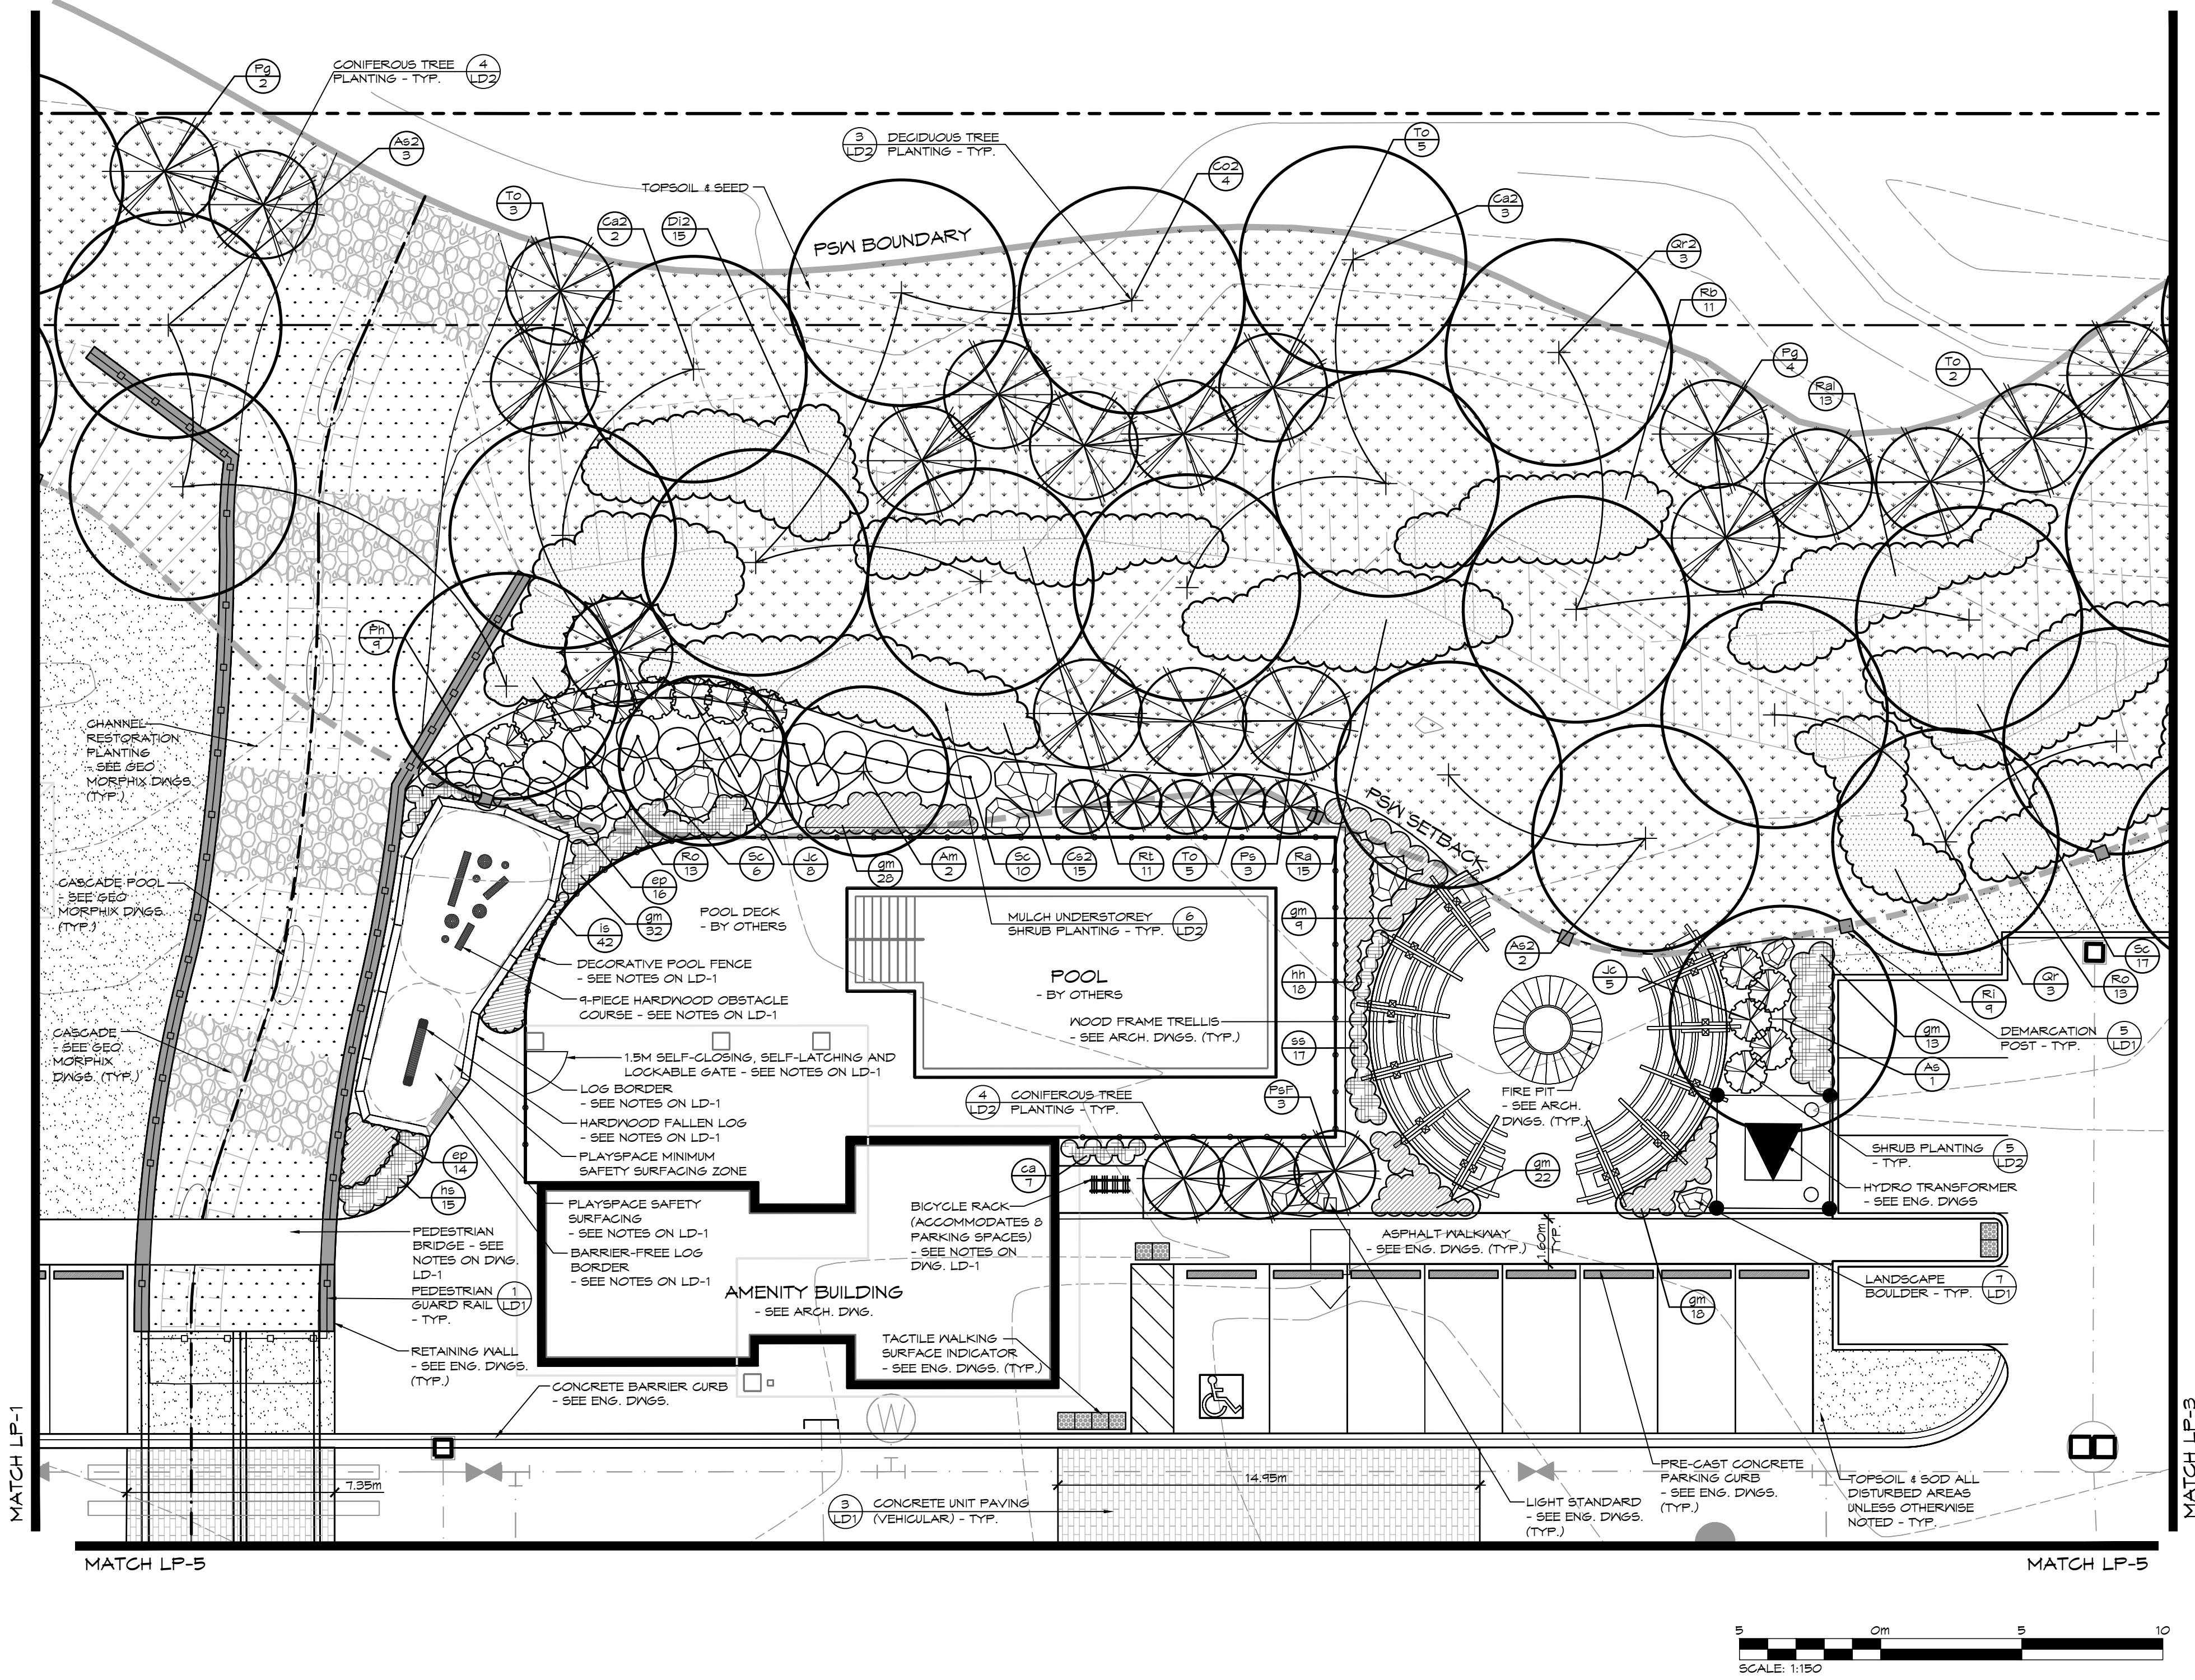 Pg
2
CONIFEROUS TREE
PLANTING - TYP.
4
LD2
As2
3
3
LD2
DECIDUOUS TREE
PLANTING - TYP.
To
5
Co2
4
Ca2
3
TOPSOIL & SEED
To
3
Ca2
2
Di2
15
PSW BOUNDARY
Qr2
3
Rb
11
Pg
4
Ral
13
To
2
Ph
9
CHANNEL
RESTORATION
PLANTING
- SEE GEO
MORPHIX DWGS.
(TYP.)
CASCADE POOL
- SEE GEO
MORPHIX DWGS.
(TYP.)
CASCADE
- SEE GEO
MORPHIX
DWGS. (TYP.)
PSW SETBACK
Ro
13
Sc
6
Jc
8
gm
28
Am
2
Sc
10
Cs2
15
Rt
11
To
5
Ps
3
Ra
15
ep
16
gm
32
is
42
POOL DECK
- BY OTHERS
MULCH UNDERSTOREY
SHRUB PLANTING - TYP.
6
LD2
gm
9
DECORATIVE POOL FENCE
- SEE NOTES ON LD-1
9-PIECE HARDWOOD OBSTACLE
COURSE - SEE NOTES ON LD-1
POOL
- BY OTHERS
hh
18
As2
2
Jc
5
WOOD FRAME TRELLIS
- SEE ARCH. DWGS. (TYP.)
ss
17
1.5M SELF-CLOSING, SELF-LATCHING AND
LOCKABLE GATE - SEE NOTES ON LD-1
LOG BORDER
- SEE NOTES ON LD-1
HARDWOOD FALLEN LOG
- SEE NOTES ON LD-1
PLAYSPACE MINIMUM
SAFETY SURFACING ZONE
4
LD2
CONIFEROUS TREE
PLANTING - TYP.
PsF
3
FIRE PIT
- SEE ARCH.
DWGS. (TYP.)
Ri
9
Qr
3
Ro
13
Sc
17
gm
13
DEMARCATION
POST - TYP.
5
LD1
As
1
SHRUB PLANTING
- TYP.
5
LD2
HYDRO TRANSFORMER
- SEE ENG. DWGS
ep
14
hs
15
ca
7
gm
22
PLAYSPACE SAFETY
SURFACING
- SEE NOTES ON LD-1
BARRIER-FREE LOG
BORDER
- SEE NOTES ON LD-1
BICYCLE RACK
(ACCOMMODATES 8
PARKING SPACES)
- SEE NOTES ON
DWG. LD-1
PEDESTRIAN
BRIDGE - SEE
NOTES ON DWG.
LD-1
PEDESTRIAN
GUARD RAIL
- TYP.
1
LD1
ASPHALT WALKWAY
- SEE ENG. DWGS. (TYP.)
1.60m
TYP.
AMENITY BUILDING
- SEE ARCH. DWG.
LANDSCAPE
BOULDER - TYP.
7
LD1
gm
18
RETAINING WALL
- SEE ENG. DWGS.
(TYP.)
TACTILE WALKING
SURFACE INDICATOR
- SEE ENG. DWGS. (TYP.)
CONCRETE BARRIER CURB
- SEE ENG. DWGS.
W
7.35m
14.95m
3
LD1
CONCRETE UNIT PAVING
(VEHICULAR) - TYP.
LIGHT STANDARD
- SEE ENG. DWGS.
(TYP.)
PRE-CAST CONCRETE
PARKING CURB
- SEE ENG. DWGS.
(TYP.)
TOPSOIL & SOD ALL
DISTURBED AREAS
UNLESS OTHERWISE
NOTED - TYP.
MATCH LP-1
MATCH LP-3
MATCH LP-5
MATCH LP-5
5
0m
5
10
SCALE: 1:150